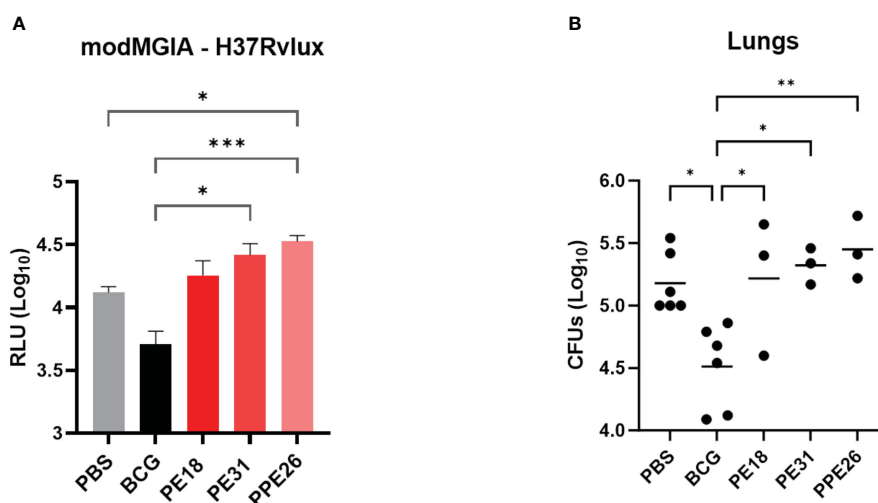 A
modMGIA - H37Rvlux
*
***
*
5
4.5
4
3.5
3
RLU (Log10)
PBS
BCG
PE18
PE31
PPE26
B
Lungs
**
*
* *
6.0
5.5
5.0
4.5
4.0
CFUs (Log10)
PBS
BCG
PE18
PE31
PPE26